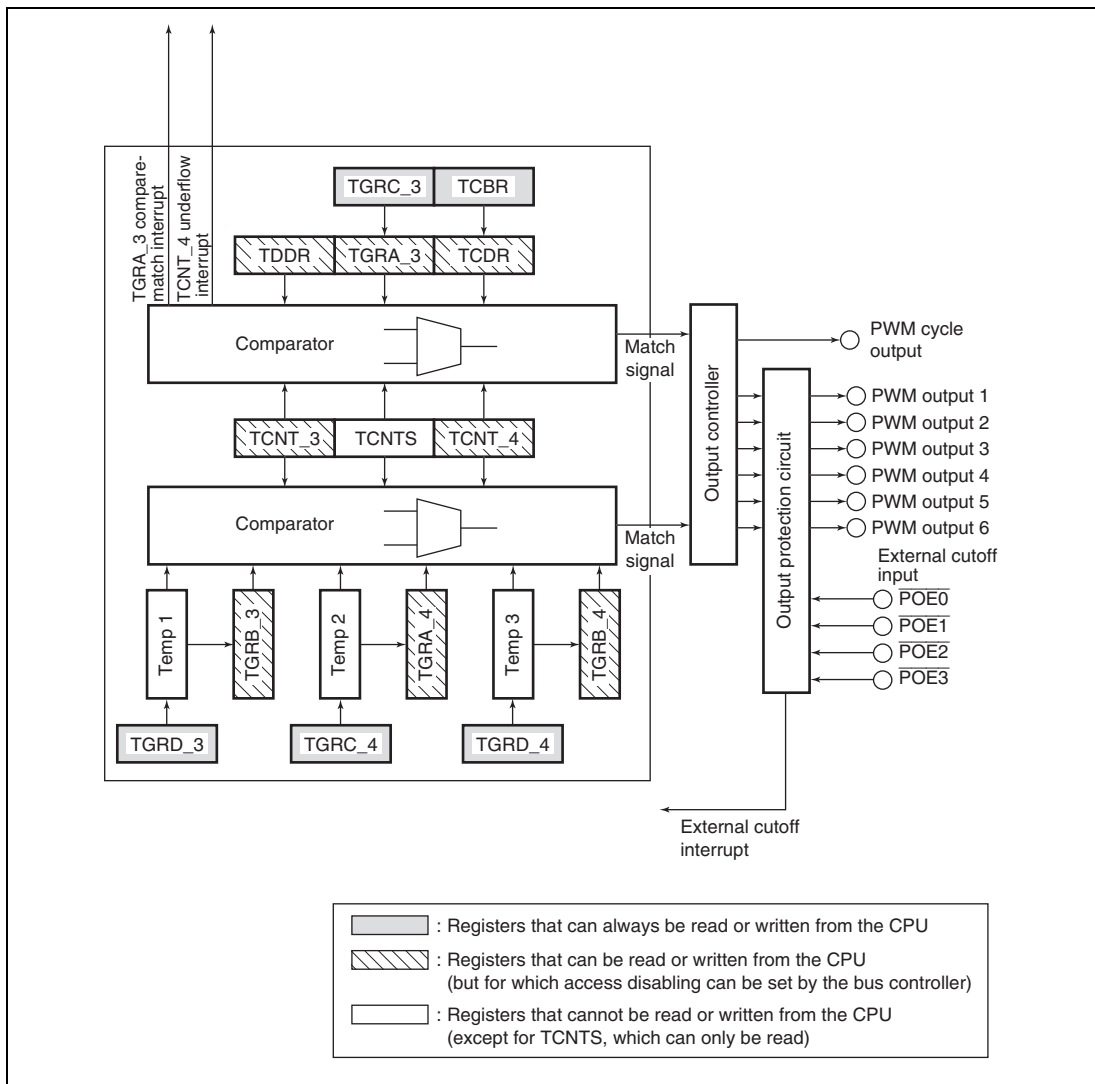 TGRA_3 compare-
match interrupt
TCNT_4 underflow
interrupt
TGRC_3
TCBR
TDDR
TGRA_3
TCDR
Comparator
Match
signal
PWM cycle
output
Output controller
Output protection circuit
PWM output 1
PWM output 2
PWM output 3
PWM output 4
PWM output 5
PWM output 6
TCNT_3
TCNTS
TCNT_4
Comparator
Match
signal
External cutoff
input
POE0
POE1
POE2
POE3
Temp 1
TGRB_3
Temp 2
TGRA_4
Temp 3
TGRB_4
TGRD_3
TGRC_4
TGRD_4
External cutoff
interrupt
: Registers that can always be read or written from the CPU
: Registers that can be read or written from the CPU
(but for which access disabling can be set by the bus controller)
: Registers that cannot be read or written from the CPU
(except for TCNTS, which can only be read)